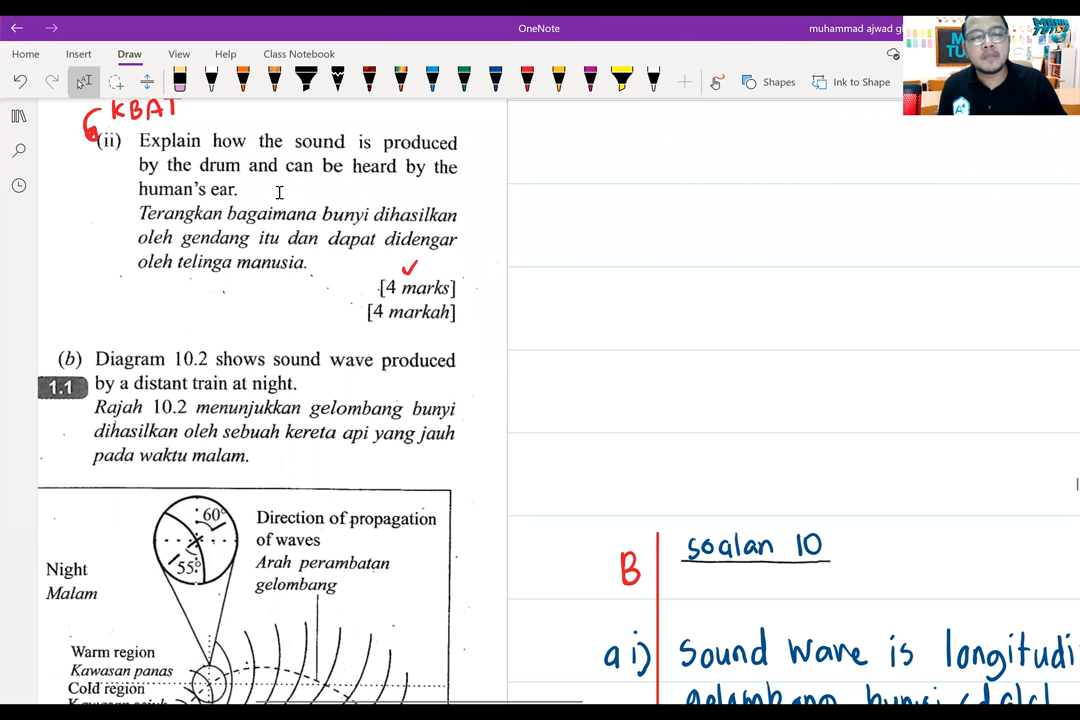 OneNote
muhammad ajwad
Home Insert Draw View Help Class Notebook
Shapes Ink to Shape
KBAT
(ii) Explain how the sound is produced
by the drum and can be heard by the
human's ear.
Terangkan bagaimana bunyi dihasilkan
oleh gendang itu dan dapat didengar
oleh telinga manusia.
[4 marks]
[4 markah]
(b) Diagram 10.2 shows sound wave produced
1.1 by a distant train at night.
Rajah 10.2 menunjukkan gelombang bunyi
dihasilkan oleh sebuah kereta api yang jauh
pada waktu malam.
60°
55°
Direction of propagation
of waves
Arah perambatan
gelombang
Night
Malam
Warm region
Kawasan panas
Cold region
Kawasan sejuk
B
soalan 10
a i) Sound wave is longitudi
gelombang bunyi